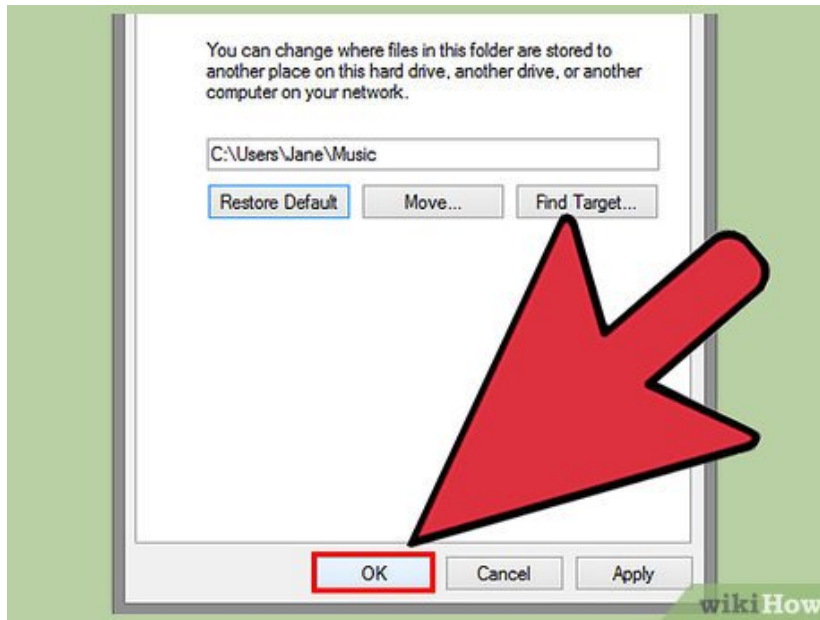 You can change where files in this folder are stored to
another place on this hard drive, another drive, or another
computer on your network.
C:\Users\Jane\Music
Restore Default Move... Find Target...
OK Cancel Apply
wikiHow